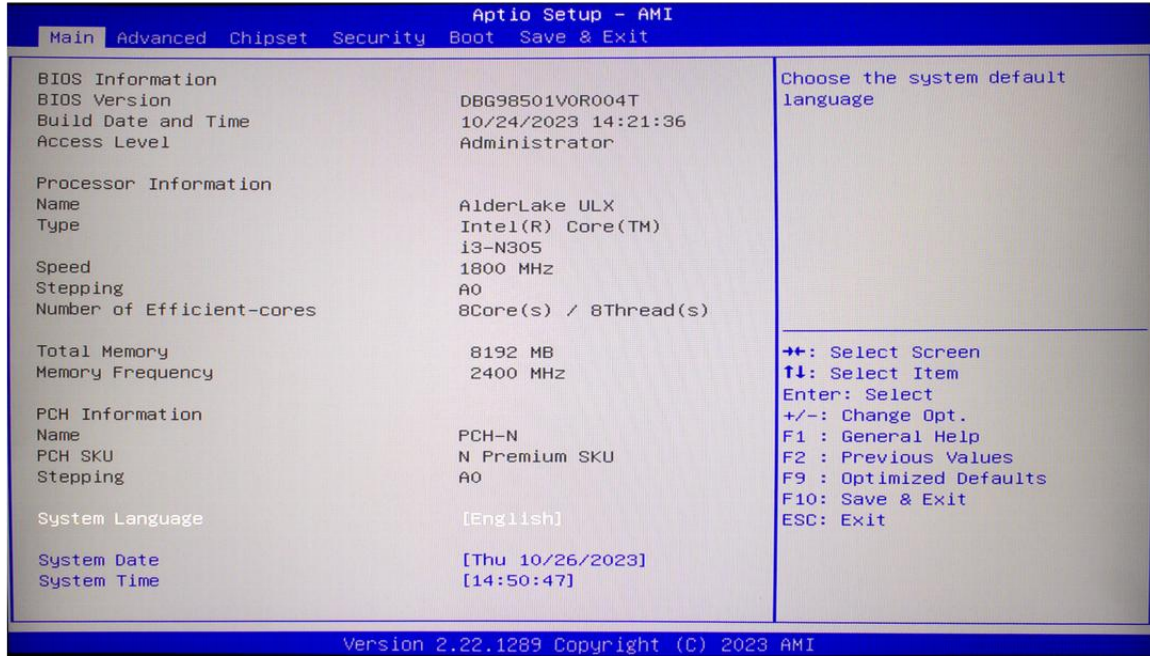 Aptio Setup – AMI
Main Advanced Chipset Security Boot Save & Exit
BIOS Information
BIOS Version DBG98501V0R004T
Build Date and Time 10/24/2023 14:21:36
Access Level Administrator
Processor Information
Name AlderLake ULX
Type Intel(R) Core(TM)
i3-N305
Speed 1800 MHz
Stepping A0
Number of Efficient-cores 8Core(s) / 8Thread(s)
Total Memory 8192 MB
Memory Frequency 2400 MHz
PCH Information
Name PCH-N
PCH SKU N Premium SKU
Stepping A0
System Language [English]
System Date [Thu 10/26/2023]
System Time [14:50:47]
Choose the system default
language
→←: Select Screen
↑↓: Select Item
Enter: Select
+/-: Change Opt.
F1 : General Help
F2 : Previous Values
F9 : Optimized Defaults
F10: Save & Exit
ESC: Exit
Version 2.22.1289 Copyright (C) 2023 AMI